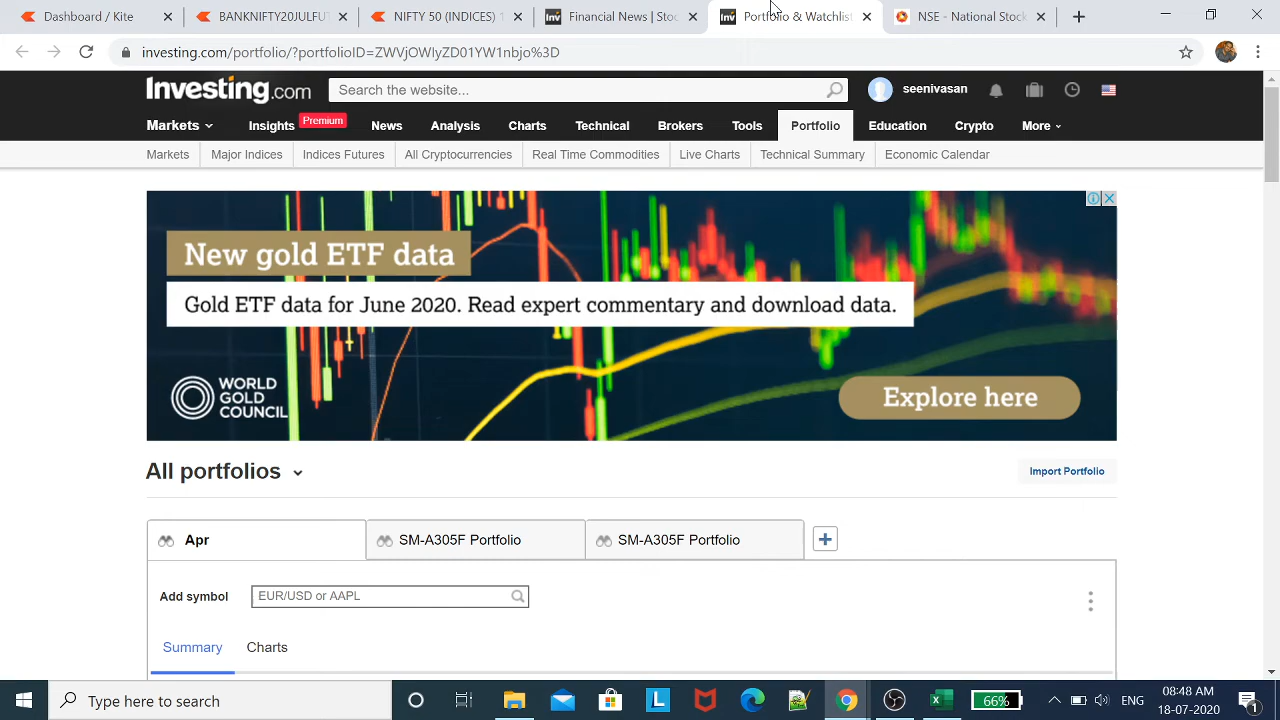 Dashboard / Kite
BANKNIFTYJULFUT
NIFTY 50 (INDICES)
Inv Financial News | Stoc
Inv Portfolio & Watchlis
NSE - National Stock
investing.com/portfolio/?portfolioID=ZWVjOWIyZD01YW1nbjo%3D
Investing.com
Search the website...
seenivasan
Markets
Insights
Premium
News
Analysis
Charts
Technical
Brokers
Tools
Portfolio
Education
Crypto
More
Markets
Major Indices
Indices Futures
All Cryptocurrencies
Real Time Commodities
Live Charts
Technical Summary
Economic Calendar
New gold ETF data
Gold ETF data for June 2020. Read expert commentary and download data.
WORLD
GOLD
COUNCIL
Explore here
All portfolios
Import Portfolio
Apr
SM-A305F Portfolio
SM-A305F Portfolio
Add symbol
EUR/USD or AAPL
Summary
Charts
Type here to search
L
66%
ENG
08:48 AM
18-07-2020
1